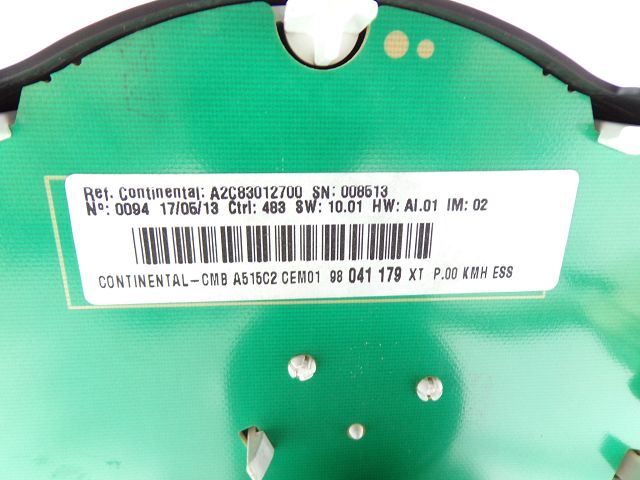 Ref. Continental: A2C83012700 SN: 008513
Nº: 0094 17/05/13 Ctrl: 483 SW: 10.01 HW: AI.01 IM: 02
CONTINENTAL-CMB A515C2 CEM01 98 041 179 XT P.00 KMH ESS